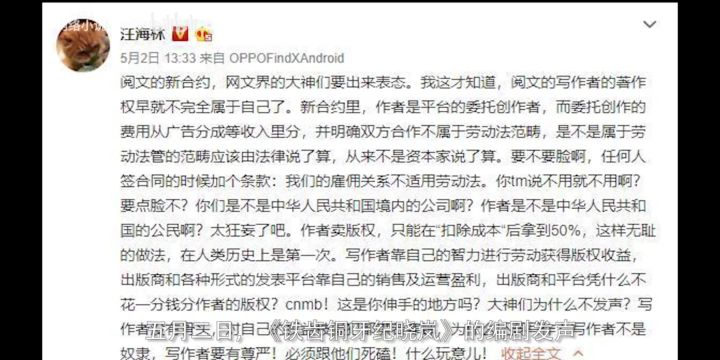 汪海林
5月2日 13:33 来自 OPPOFindXAndroid
阅文的新合约，网文界的大神们要出来表态。我这才知道，阅文的写作者的著作
权早就不完全属于自己了。新合约里，作者是平台的委托创作者，而委托创作的
费用从广告分成等收入里分，并明确双方合作不属于劳动法范畴，是不是属于劳
动法管的范畴应该由法律说了算，从来不是资本家说了算。要不要脸啊，任何人
签合同的时候加个条款：我们的雇佣关系不适用劳动法。你tm说不用就不用啊？
要点脸不？你们是不是中华人民共和国境内的公司啊？作者是不是中华人民共和
国的公民啊？太狂妄了吧。作者卖版权，只能在“扣除成本“后拿到50%，这样无耻
的做法，在人类历史上是第一次。写作者靠自己的智力进行劳动获得版权收益，
出版商和各种形式的发表平台靠自己的销售及运营盈利，出版商和平台凭什么不
花一分钱分作者的版权？cnmb！这是你伸手的地方吗？大神们为什么不发声？写
五月二日，《铁齿铜牙纪晓岚》的编剧发声
奴隶，写作者要有尊严！必须跟他们死磕！什么玩意儿！ 收起全文